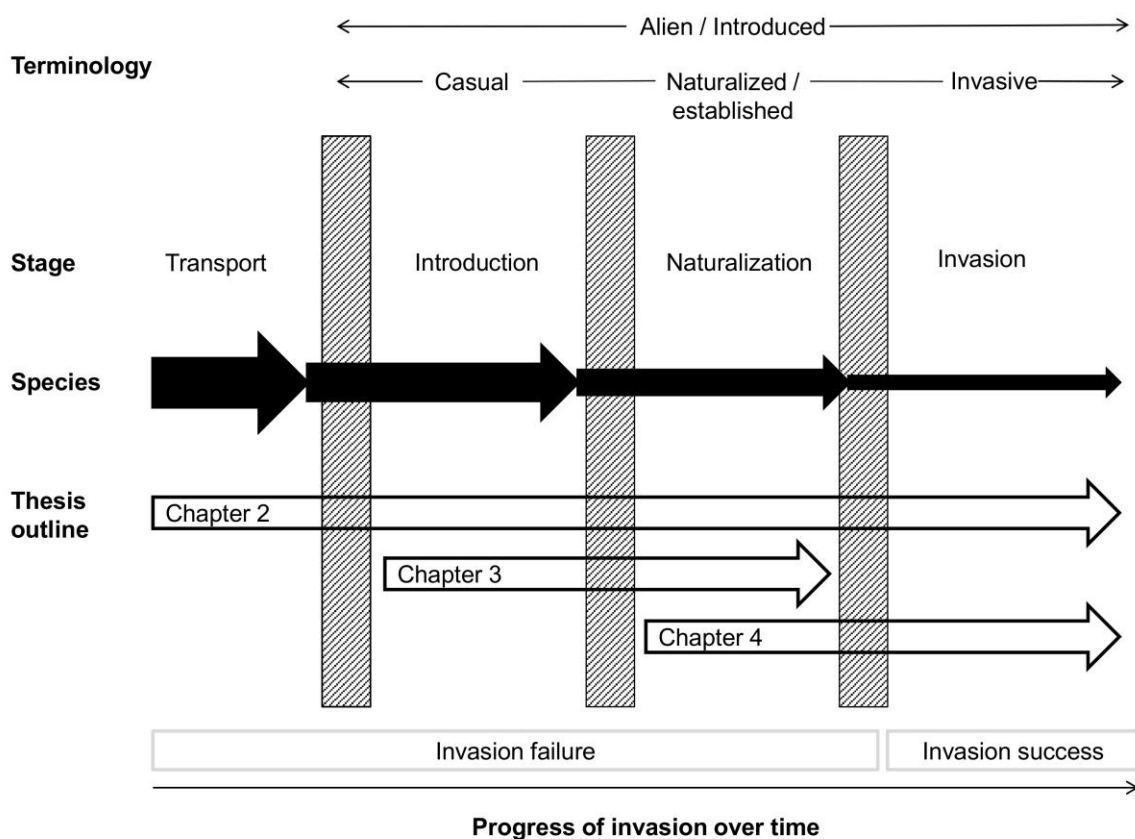 Alien / Introduced
Terminology
Casual
Naturalized /
established
Invasive
Stage
Transport
Introduction
Naturalization
Invasion
Species
Thesis
outline
Chapter 2
Chapter 3
Chapter 4
Invasion failure
Invasion success
Progress of invasion over time